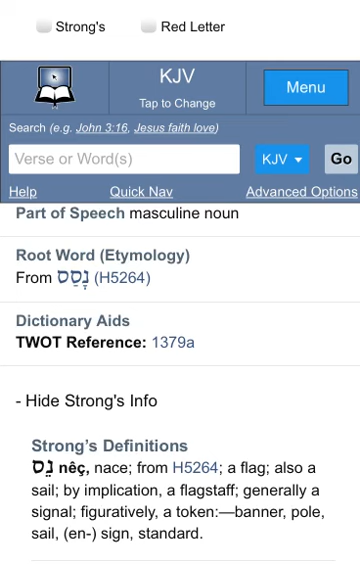 Strong's Red Letter
KJV
Tap to Change
Menu
Search (e.g. John 3:16, Jesus faith love)
Verse or Word(s) KJV Go
Help Quick Nav Advanced Options
Part of Speech masculine noun
Root Word (Etymology)
From נָסַס (H5264)
Dictionary Aids
TWOT Reference: 1379a
- Hide Strong's Info
Strong’s Definitions
נֵס nêç, nace; from H5264; a flag; also a
sail; by implication, a flagstaff; generally a
signal; figuratively, a token:—banner, pole,
sail, (en-) sign, standard.